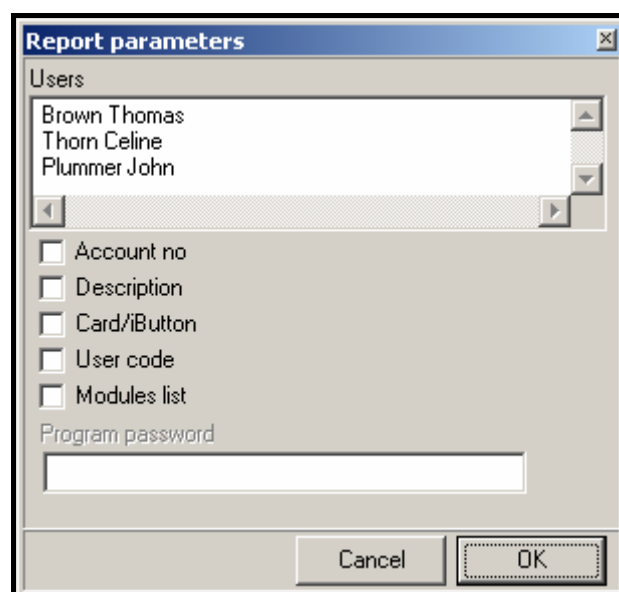 Report parameters
Users
Brown Thomas
Thorn Celine
Plummer John
Account no
Description
Card/iButton
User code
Modules list
Program password
Cancel OK